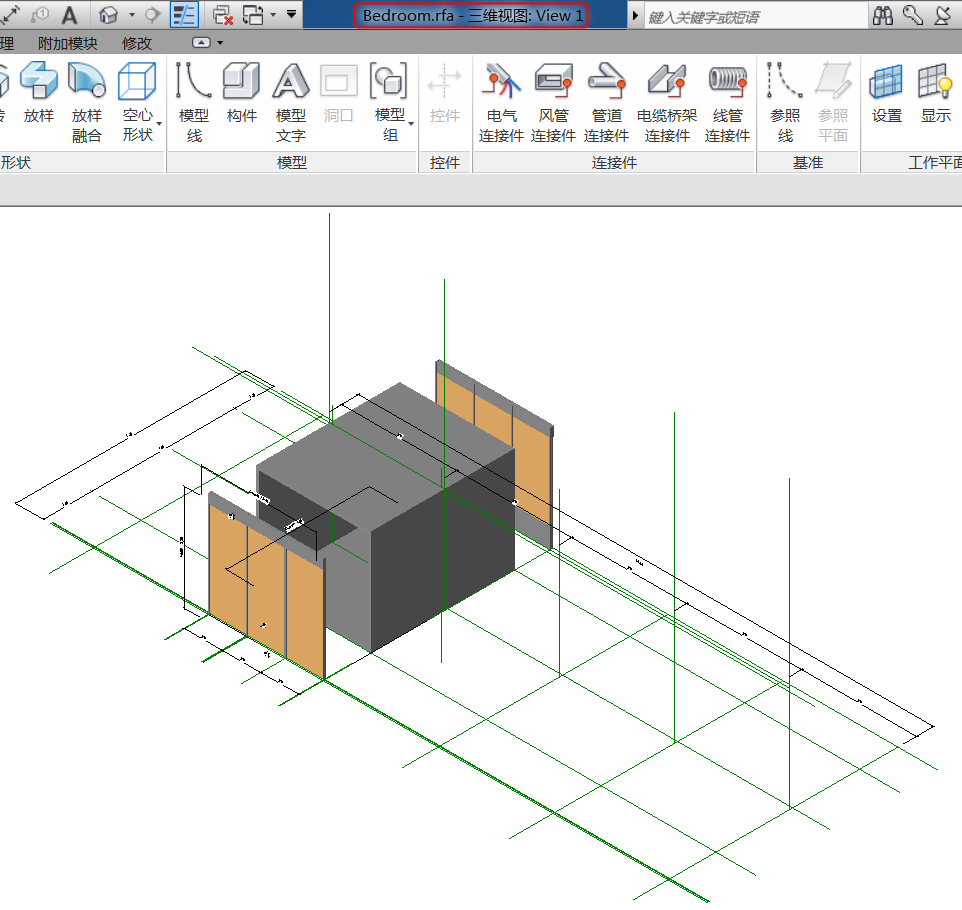 Bedroom.rfa - 三维视图: View 1
键入关键字或短语
理 附加模块 修改
放样 放样 融合 空心 形状
模型 线 构件 模型 文字 洞口 模型 组
控件
电气 连接件 风管 连接件 管道 连接件 电缆桥架 连接件 线管 连接件
参照 线 参照 平面
设置 显示
形状 模型 控件 连接件 基准 工作平面